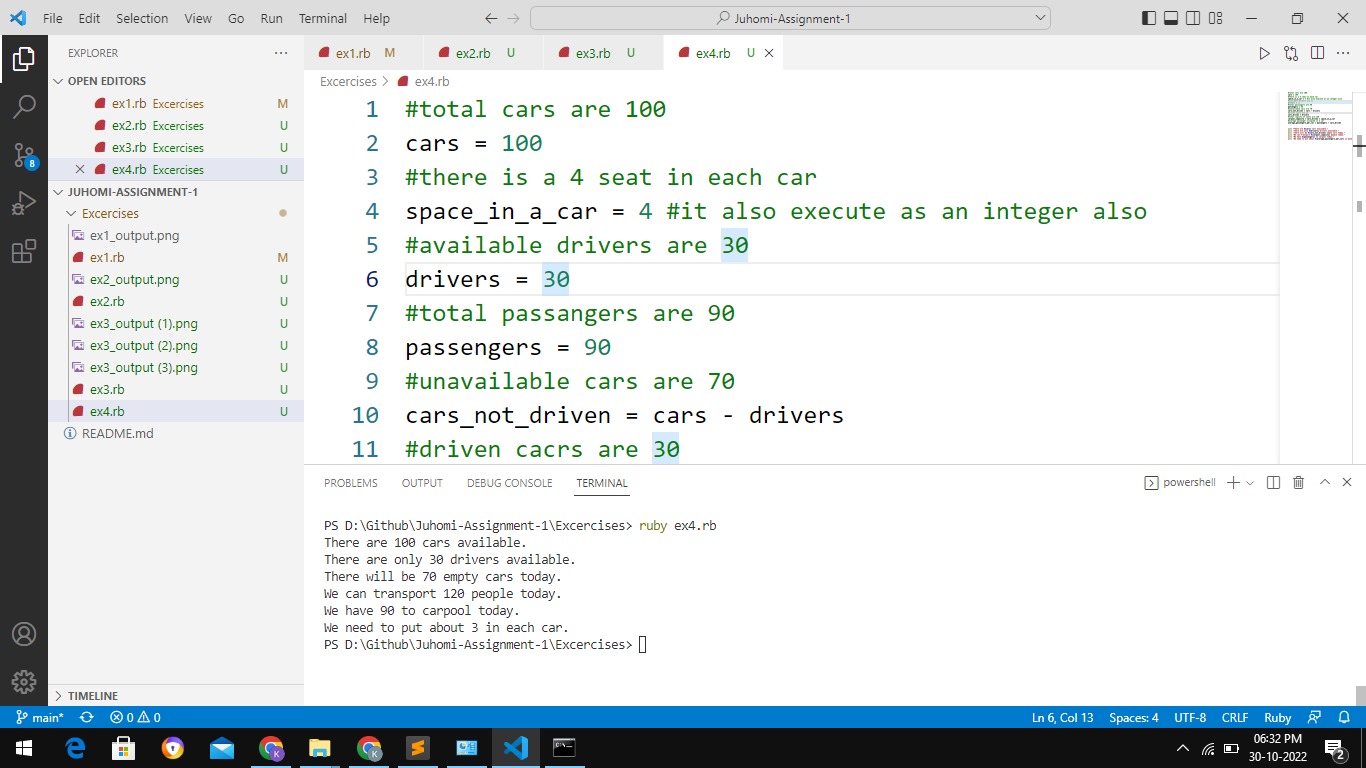 File Edit Selection View Go Run Terminal Help
Juhomi-Assignment-1
EXPLORER
OPEN EDITORS
ex1.rb Excercises M
ex2.rb Excercises U
ex3.rb Excercises U
ex4.rb Excercises U
JUHOMI-ASSIGNMENT-1
Excercises
ex1_output.png
ex1.rb M
ex2_output.png U
ex2.rb U
ex3_output (1).png U
ex3_output (2).png U
ex3_output (3).png U
ex3.rb U
ex4.rb U
README.md
TIMELINE
8
ex1.rb M ex2.rb U ex3.rb U ex4.rb U
Excercises > ex4.rb
1 #total cars are 100
2 cars = 100
3 #there is a 4 seat in each car
4 space_in_a_car = 4 #it also execute as an integer also
5 #available drivers are 30
6 drivers = 30
7 #total passangers are 90
8 passengers = 90
9 #unavailable cars are 70
10 cars_not_driven = cars - drivers
11 #driven cacrs are 30
PROBLEMS OUTPUT DEBUG CONSOLE TERMINAL
powershell
PS D:\Github\Juhomi-Assignment-1\Excercises> ruby ex4.rb
There are 100 cars available.
There are only 30 drivers available.
There will be 70 empty cars today.
We can transport 120 people today.
We have 90 to carpool today.
We need to put about 3 in each car.
PS D:\Github\Juhomi-Assignment-1\Excercises>
main* 0 0 Ln 6, Col 13 Spaces: 4 UTF-8 CRLF Ruby
K K
06:32 PM
30-10-2022
2